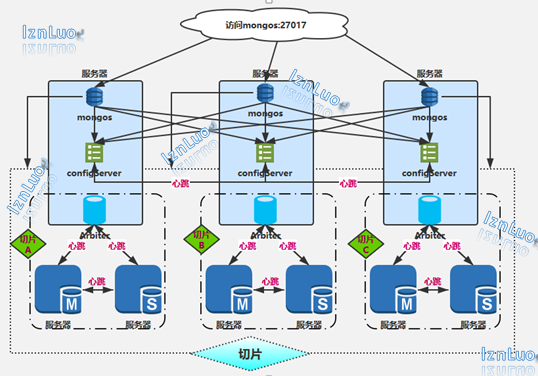 访问mongos:27017
IznLuo
服务器
服务器
服务器
IznLuo
mongos
mongos
mongos
IznLuo
configServer
configServer
configServer
IznLuo
心跳
心跳
Arbiter
Arbiter
Arbiter
IznLuo
切片
A
心跳
心跳
切片
B
心跳
心跳
切片
C
心跳
心跳
心跳
心跳
心跳
M
S
M
S
M
S
服务器
服务器
服务器
服务器
服务器
服务器
切片
IznLuo